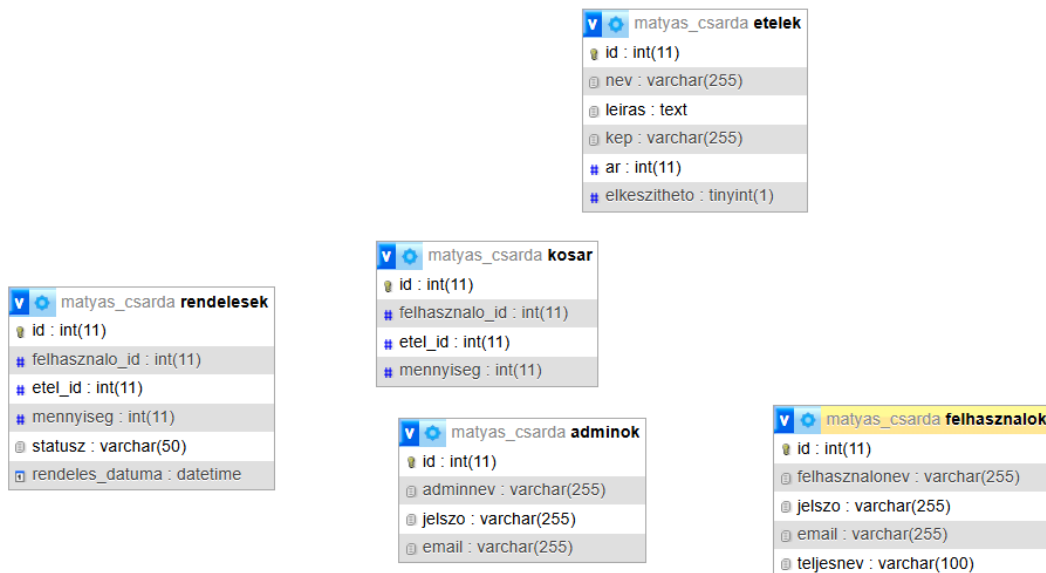 matyas_csarda etelek
id : int(11)
nev : varchar(255)
leiras : text
kep : varchar(255)
ar : int(11)
elkeszitheto : tinyint(1)
matyas_csarda kosar
id : int(11)
felhasznalo_id : int(11)
etel_id : int(11)
mennyiseg : int(11)
matyas_csarda rendelesek
id : int(11)
felhasznalo_id : int(11)
etel_id : int(11)
mennyiseg : int(11)
statusz : varchar(50)
rendeles_datuma : datetime
matyas_csarda adminok
id : int(11)
adminnev : varchar(255)
jelszo : varchar(255)
email : varchar(255)
matyas_csarda felhasznalok
id : int(11)
felhasznalonev : varchar(255)
jelszo : varchar(255)
email : varchar(255)
teljesnev : varchar(100)